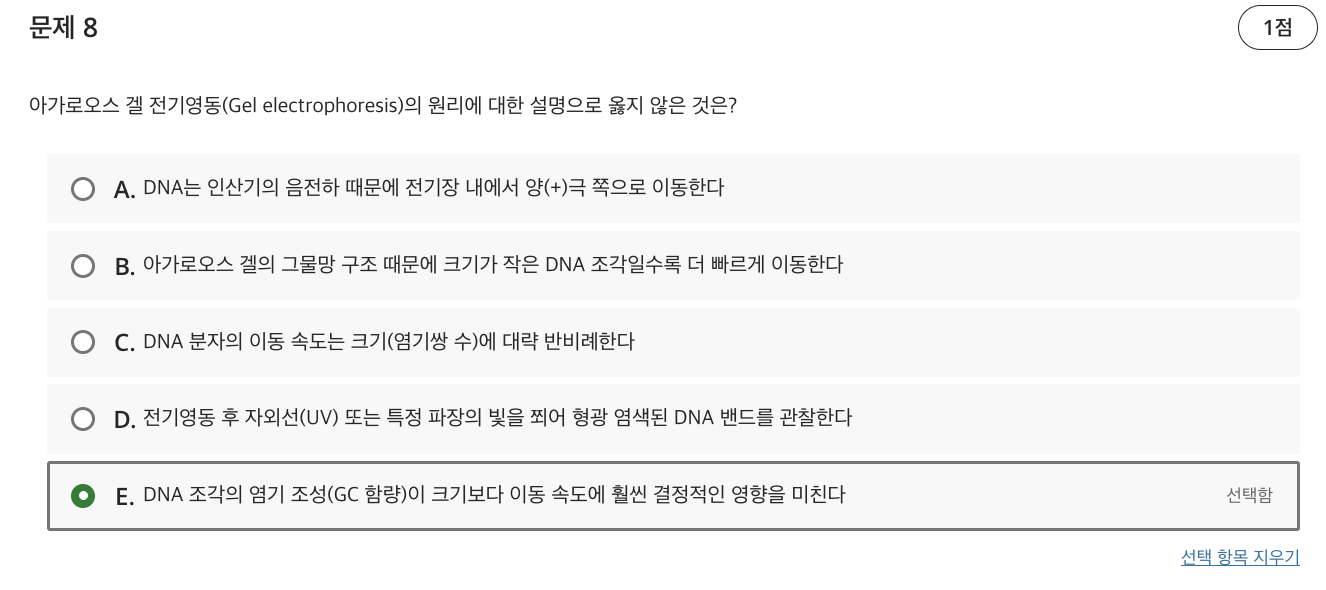 문제 8
1점
아가로오스 겔 전기영동(Gel electrophoresis)의 원리에 대한 설명으로 옳지 않은 것은?
A. DNA는 인산기의 음전하 때문에 전기장 내에서 양(+)극 쪽으로 이동한다
B. 아가로오스 겔의 그물망 구조 때문에 크기가 작은 DNA 조각일수록 더 빠르게 이동한다
C. DNA 분자의 이동 속도는 크기(염기쌍 수)에 대략 반비례한다
D. 전기영동 후 자외선(UV) 또는 특정 파장의 빛을 쬐어 형광 염색된 DNA 밴드를 관찰한다
E. DNA 조각의 염기 조성(GC 함량)이 크기보다 이동 속도에 훨씬 결정적인 영향을 미친다 선택함
선택 항목 지우기